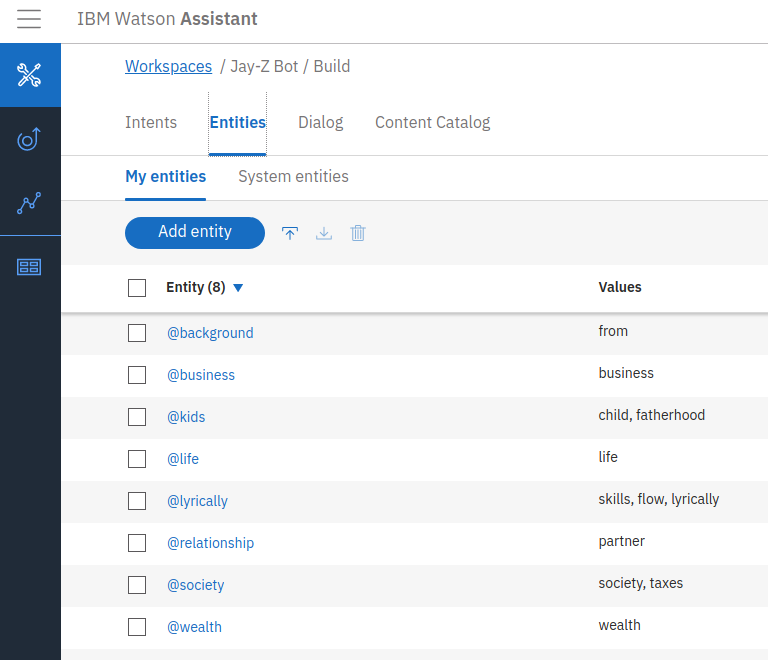 IBM Watson Assistant
Workspaces / Jay-Z Bot / Build
Intents Entities Dialog Content Catalog
My entities System entities
Add entity
Entity (8) ▼ Values
@background from
@business business
@kids child, fatherhood
@life life
@lyrically skills, flow, lyrically
@relationship partner
@society society, taxes
@wealth wealth